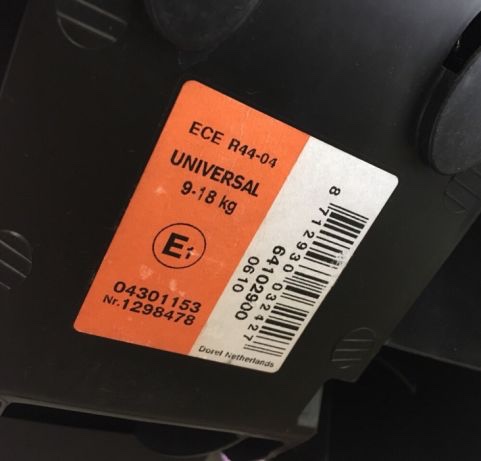 ECE R44-04
UNIVERSAL
9-18 kg
E1
04301153
Nr.1298478
8 712930 032427
64102900
0610
Dorel Netherlands